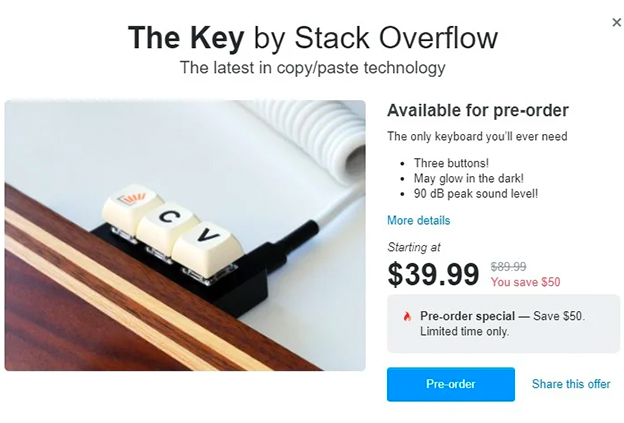 ×
The Key by Stack Overflow
The latest in copy/paste technology
C
V
Available for pre-order
The only keyboard you'll ever need
• Three buttons!
• May glow in the dark!
• 90 dB peak sound level!
More details
Starting at
$39.99 $89.99
You save $50
Pre-order special — Save $50.
Limited time only.
Pre-order Share this offer